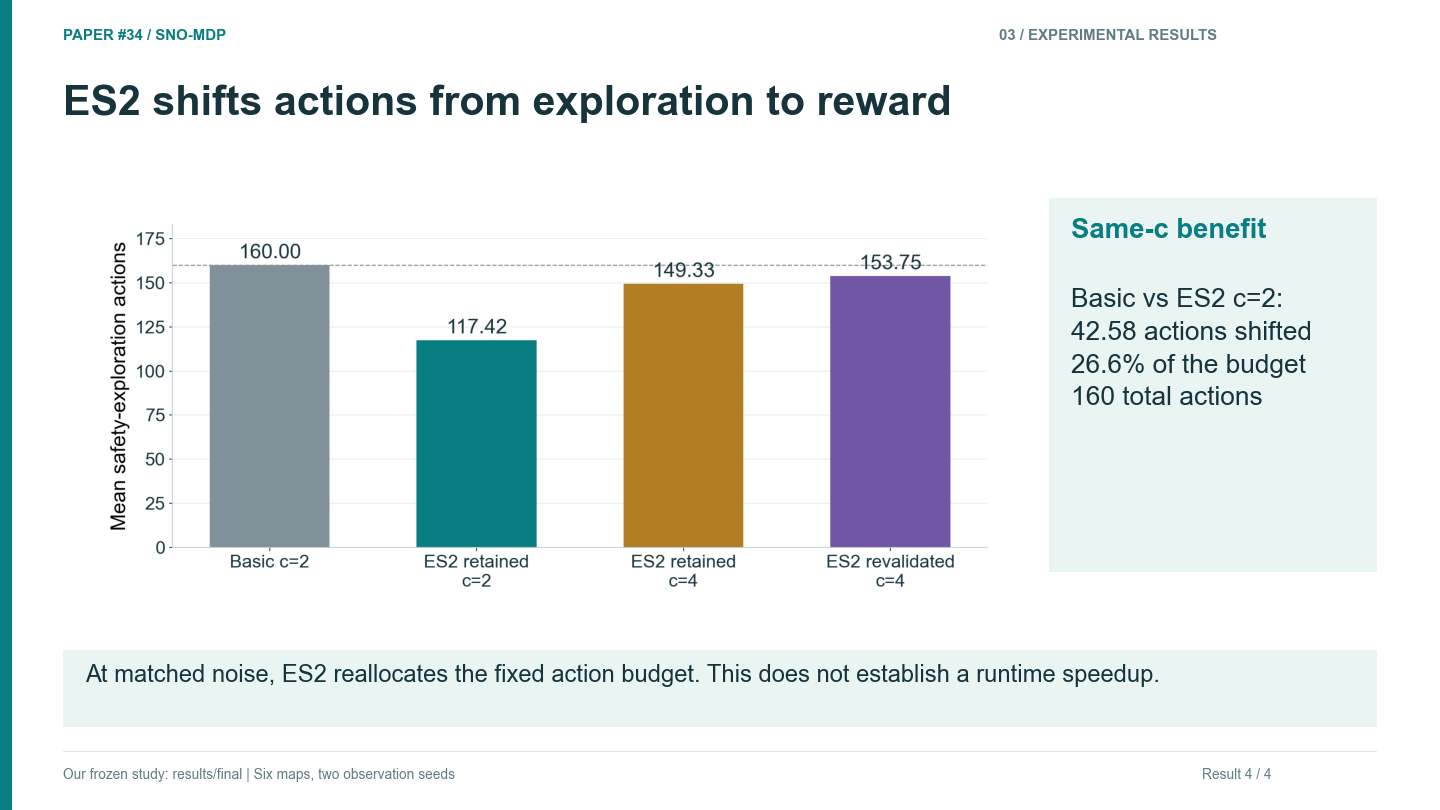 PAPER #34 / SNO-MDP
03 / EXPERIMENTAL RESULTS
ES2 shifts actions from exploration to reward
Mean safety-exploration actions
175
150
125
100
75
50
25
0
160.00
117.42
149.33
153.75
Basic c=2
ES2 retained
c=2
ES2 retained
c=4
ES2 revalidated
c=4
Same-c benefit
Basic vs ES2 c=2:
42.58 actions shifted
26.6% of the budget
160 total actions
At matched noise, ES2 reallocates the fixed action budget. This does not establish a runtime speedup.
Our frozen study: results/final | Six maps, two observation seeds
Result 4 / 4